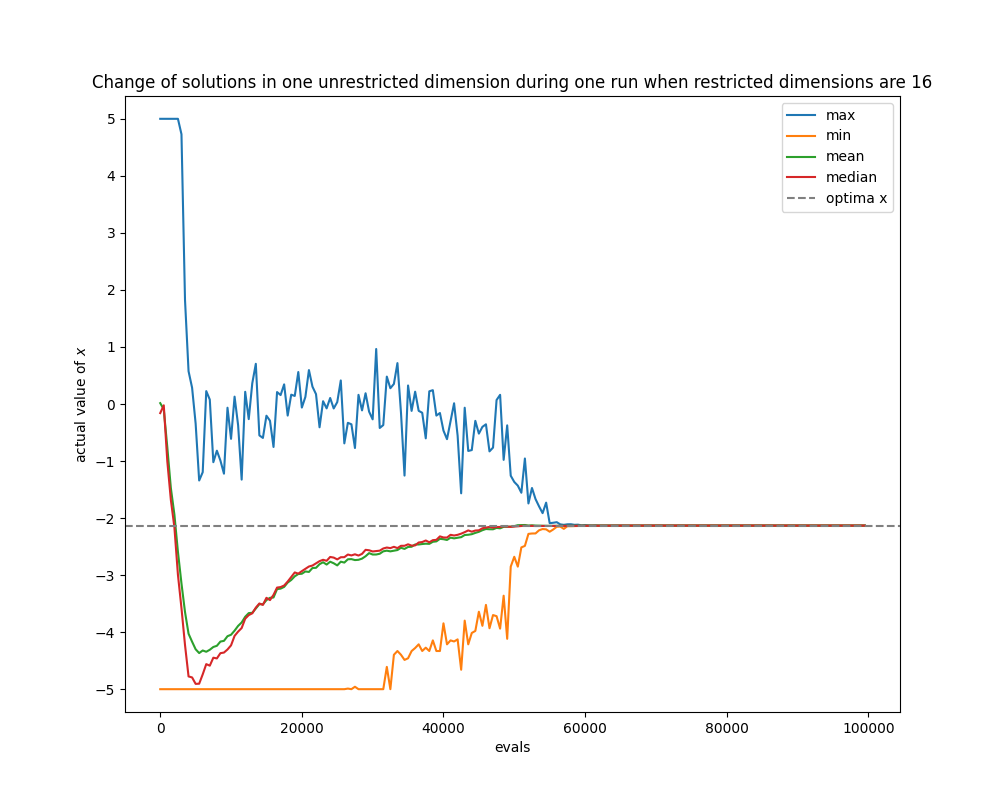 Change of solutions in one unrestricted dimension during one run when restricted dimensions are 16
max
min
mean
median
optima x
actual value of x
5
4
3
2
1
0
−1
−2
−3
−4
−5
0
20000
40000
60000
80000
100000
evals